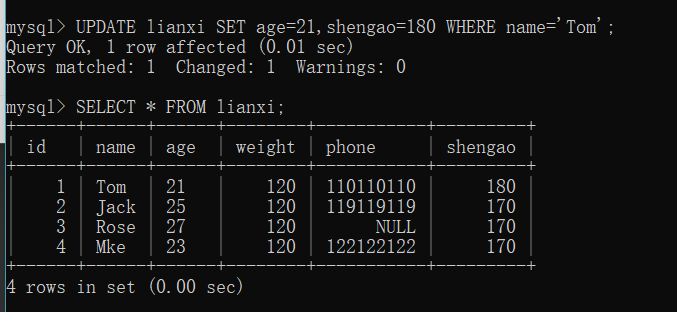 mysql> UPDATE lianxi SET age=21,shengao=180 WHERE name='Tom';
Query OK, 1 row affected (0.01 sec)
Rows matched: 1  Changed: 1  Warnings: 0
mysql> SELECT * FROM lianxi;
+------+------+------+--------+-----------+---------+
| id   | name | age  | weight | phone     | shengao |
+------+------+------+--------+-----------+---------+
|    1 | Tom  | 21   |    120 | 110110110 |     180 |
|    2 | Jack | 25   |    120 | 119119119 |     170 |
|    3 | Rose | 27   |    120 |      NULL |     170 |
|    4 | Mke  | 23   |    120 | 122122122 |     170 |
+------+------+------+--------+-----------+---------+
4 rows in set (0.00 sec)